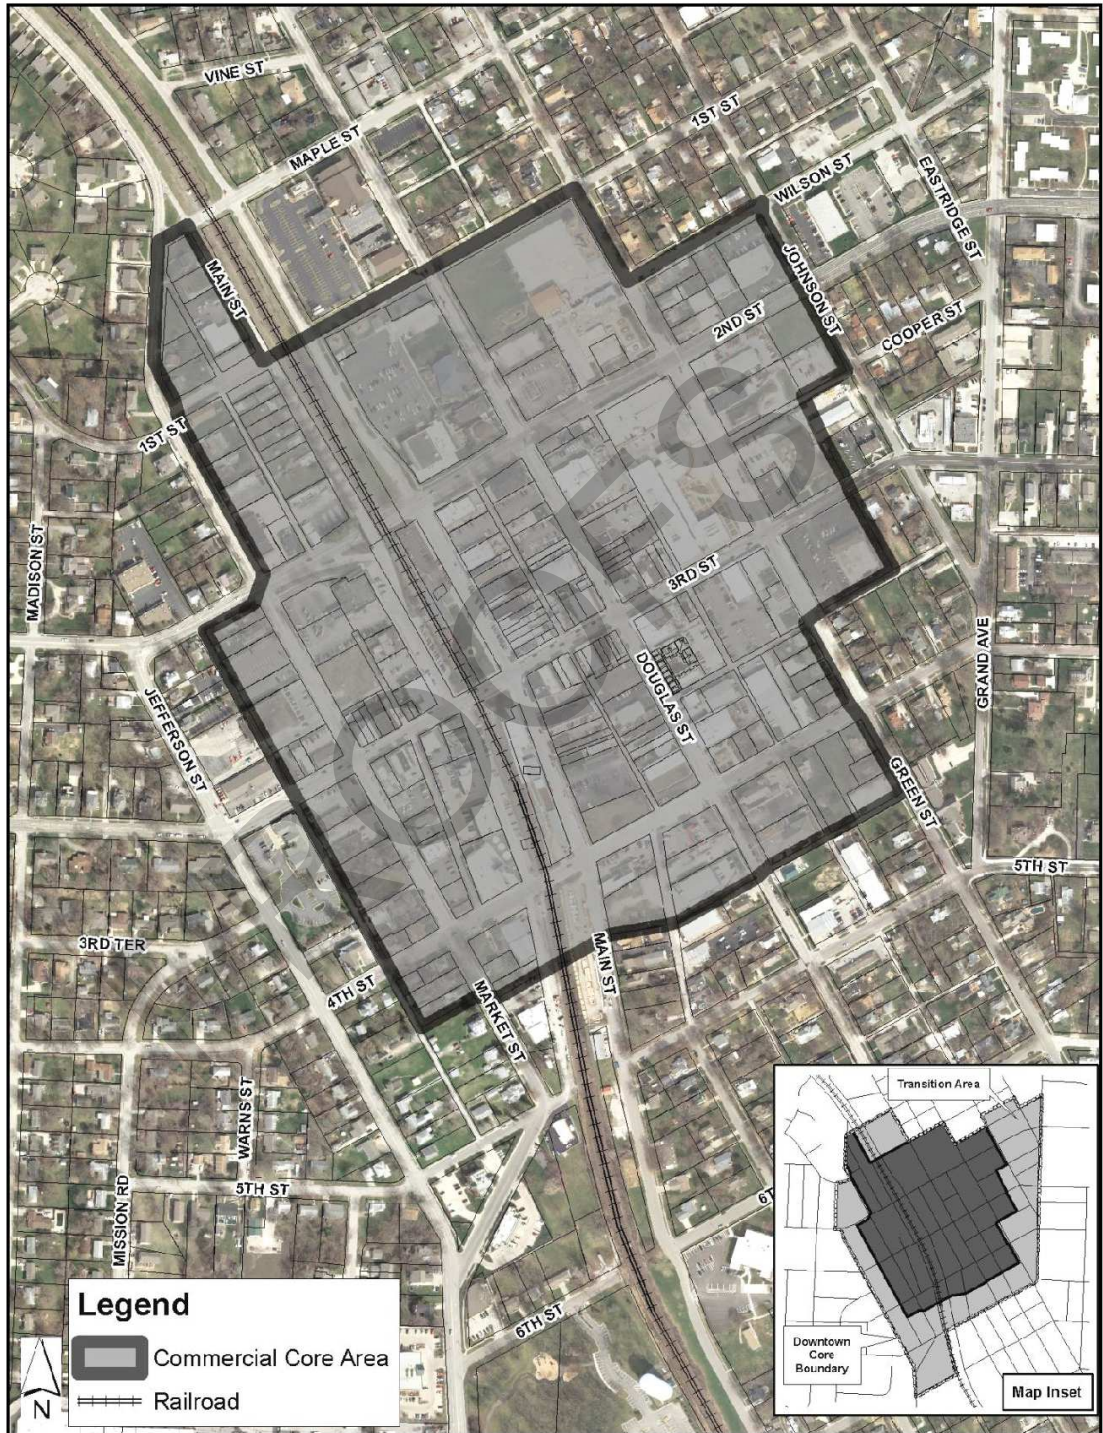 VINE ST
MAPLE ST
1ST ST
WILSON ST
EASTRIDGE ST
MAIN ST
JOHNSON ST
2ND ST
COOPER ST
1ST ST
MADISON ST
3RD ST
JEFFERSON ST
DOUGLAS ST
GRAND AVE
GREEN ST
5TH ST
3RD TER
MAIN ST
4TH ST
MARKET ST
WARNS ST
5TH ST
MISSION RD
6TH ST
Transition Area
Downtown
Core
Boundary
Map Inset
Legend
Commercial Core Area
Railroad
N